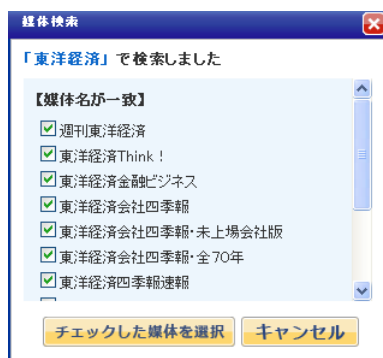 媒体検索
「東洋経済」で検索しました
【媒体名が一致】
週刊東洋経済
東洋経済Think！
東洋経済金融ビジネス
東洋経済会社四季報
東洋経済会社四季報・未上場会社版
東洋経済会社四季報・全70年
東洋経済四季報速報
チェックした媒体を選択
キャンセル